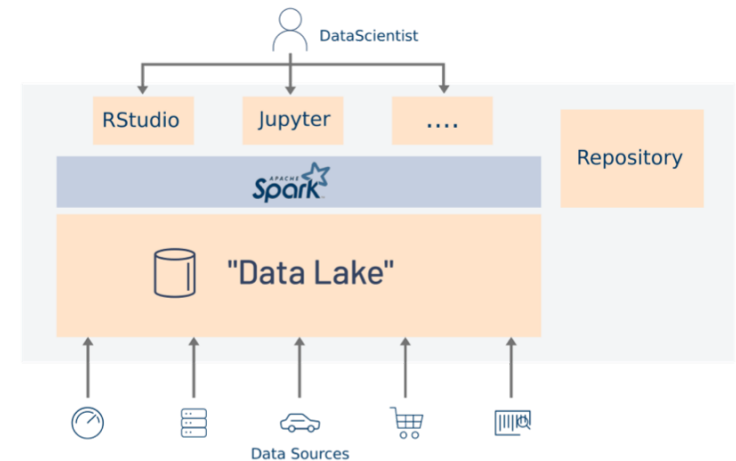 DataScientist
RStudio
Jupyter
....
Repository
APACHE
Spark
"Data Lake"
Data Sources